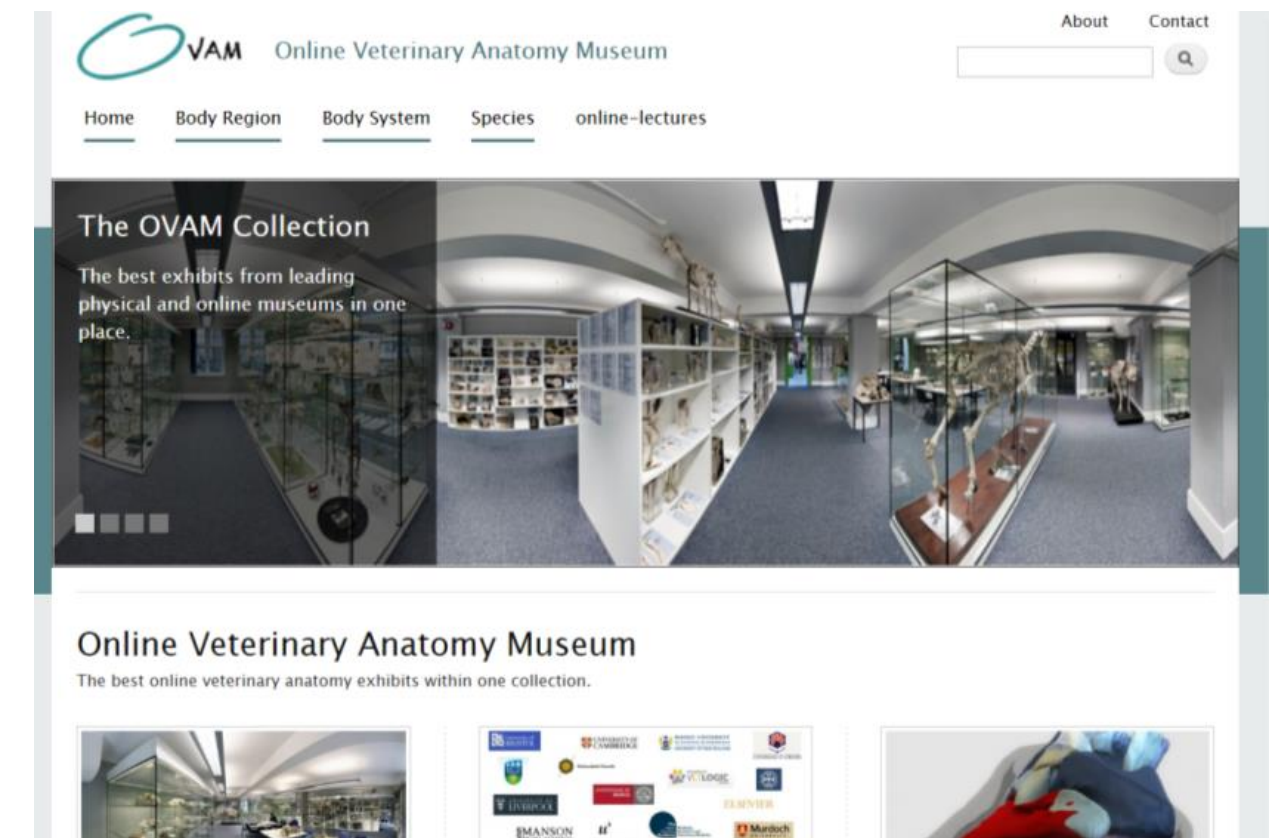 OVAM Online Veterinary Anatomy Museum
About Contact
Home Body Region Body System Species online-lectures
The OVAM Collection
The best exhibits from leading
physical and online museums in one
place.
Online Veterinary Anatomy Museum
The best online veterinary anatomy exhibits within one collection.
UNIVERSITY OF
CAMBRIDGE
VETLOGIC
LIVERPOOL
ELSEVIER
MANSON
Murdoch